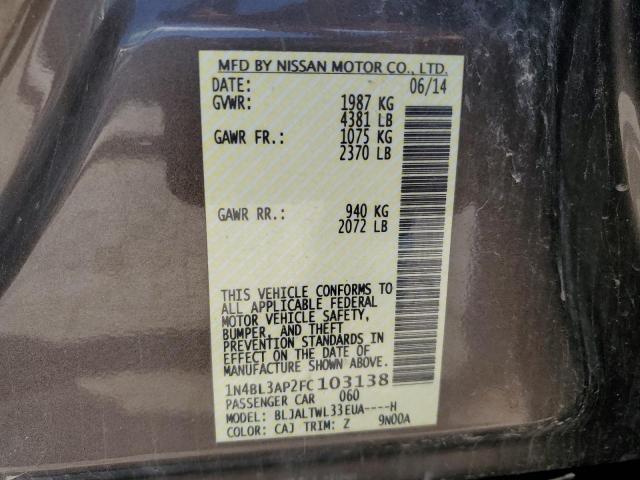 MFD BY NISSAN MOTOR CO., LTD.
DATE: 06/14
GVWR: 1987 KG
4381 LB
GAWR FR.: 1075 KG
2370 LB
GAWR RR.: 940 KG
2072 LB
THIS VEHICLE CONFORMS TO
ALL APPLICABLE FEDERAL
MOTOR VEHICLE SAFETY,
BUMPER, AND THEFT
PREVENTION STANDARDS IN
EFFECT ON THE DATE OF
MANUFACTURE SHOWN ABOVE.
1N4BL3AP2FC103138
PASSENGER CAR 060
MODEL: BLJALTWL33EUA----H
COLOR: CAJ TRIM: Z 9N00A